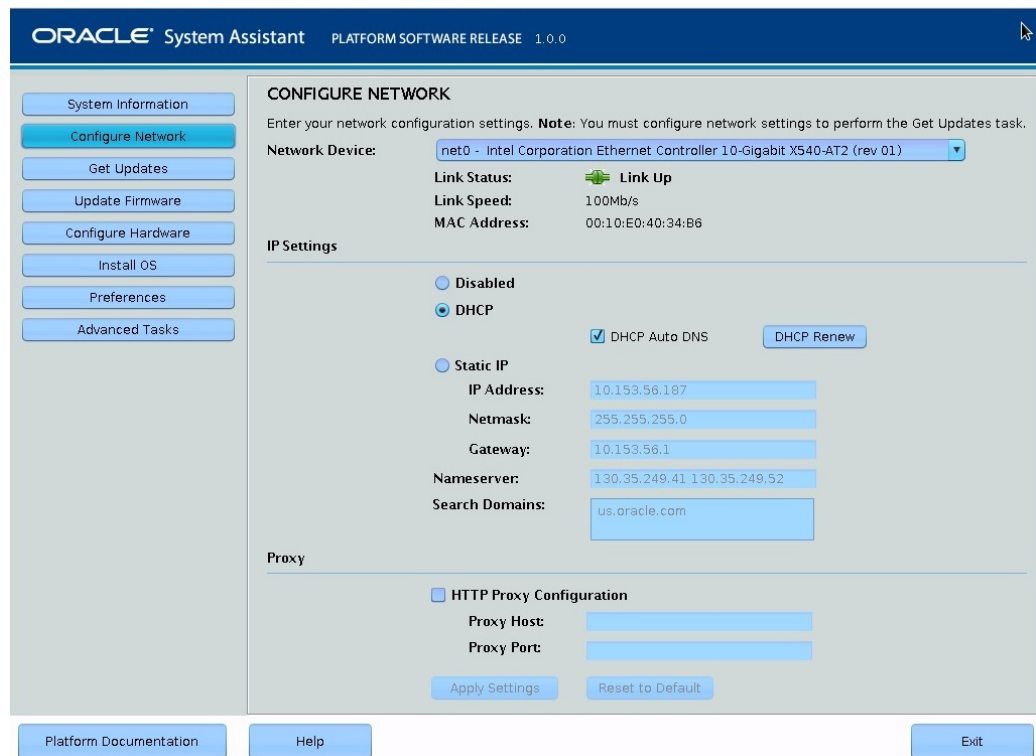 ORACLE System Assistant PLATFORM SOFTWARE RELEASE 1.0.0
System Information
Configure Network
Get Updates
Update Firmware
Configure Hardware
Install OS
Preferences
Advanced Tasks
CONFIGURE NETWORK
Enter your network configuration settings. Note: You must configure network settings to perform the Get Updates task.
Network Device: net0 - Intel Corporation Ethernet Controller 10-Gigabit X540-AT2 (rev 01)
Link Status: Link Up
Link Speed: 100Mb/s
MAC Address: 00:10:E0:40:34:B6
IP Settings
Disabled
DHCP
DHCP Auto DNS DHCP Renew
Static IP
IP Address: 10.153.56.187
Netmask: 255.255.255.0
Gateway: 10.153.56.1
Nameserver: 130.35.249.41 130.35.249.52
Search Domains: us.oracle.com
Proxy
HTTP Proxy Configuration
Proxy Host:
Proxy Port:
Apply Settings Reset to Default
Platform Documentation Help Exit